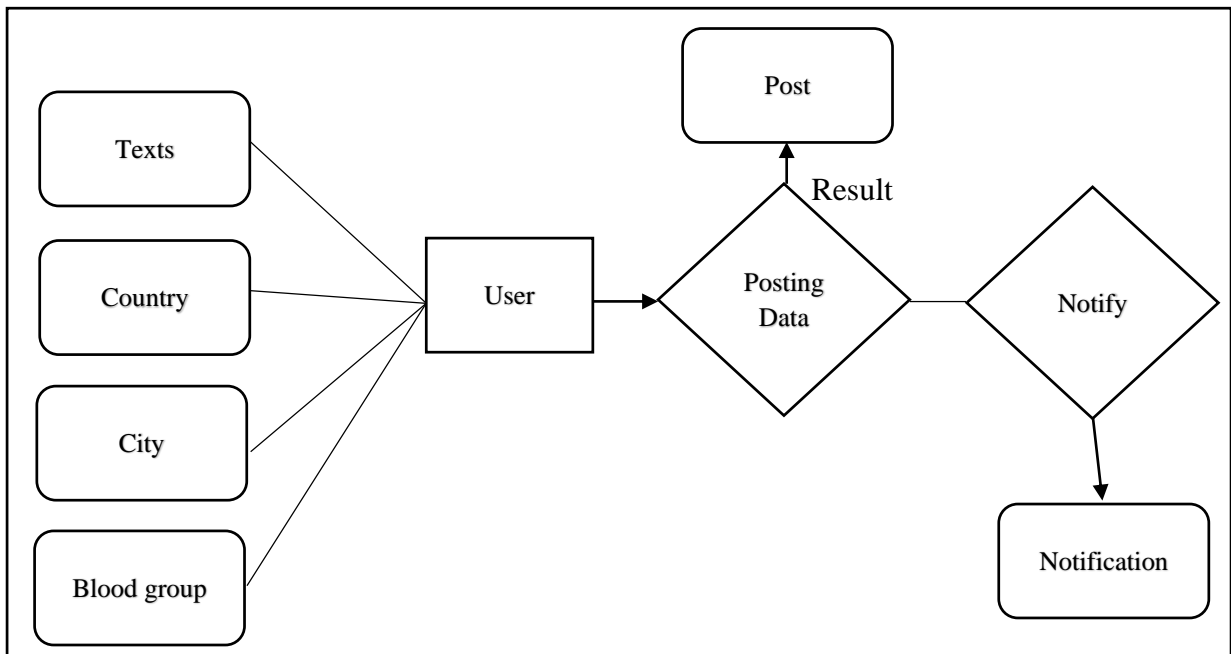 Texts
Country
City
Blood group
User
Post
Result
Posting
Data
Notify
Notification